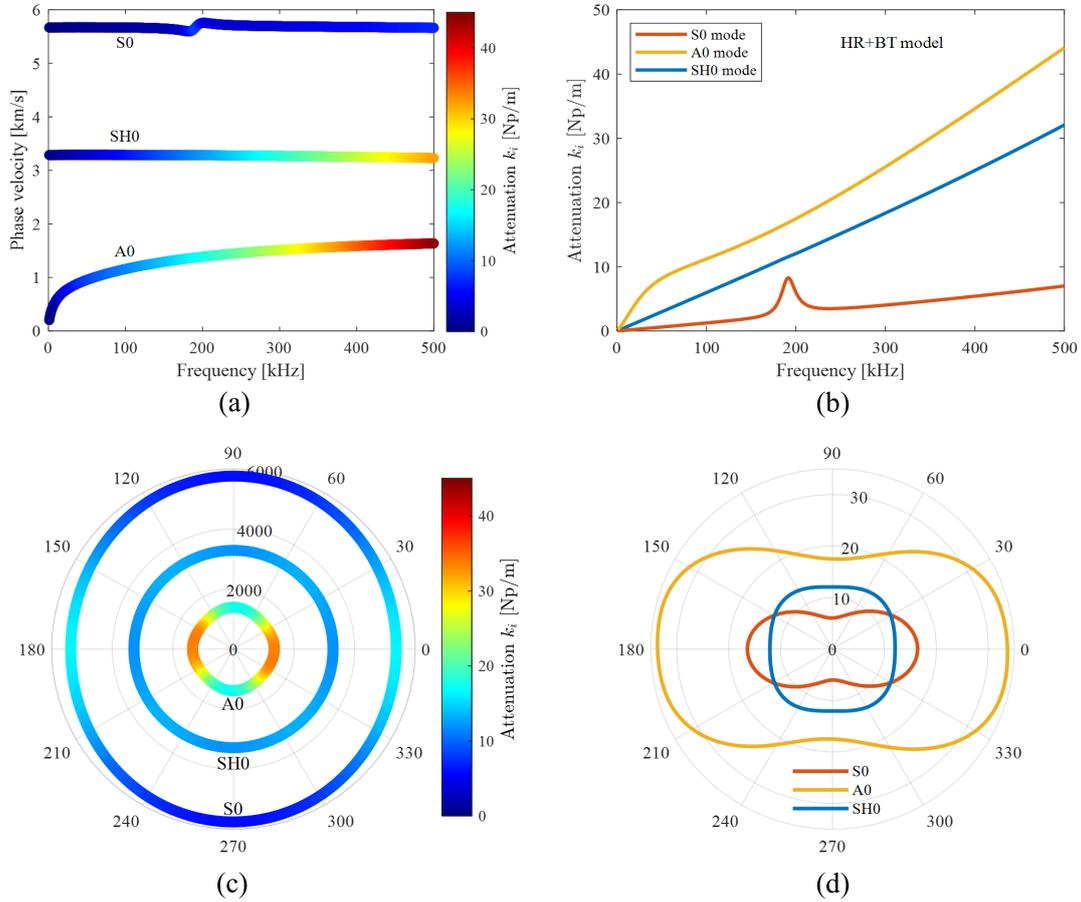 6
5
4
3
2
1
0
0 100 200 300 400 500
Phase velocity [km/s]
Frequency [kHz]
S0
SH0
A0
40
30
20
10
0
Attenuation k_i [Np/m]
(a)
50
40
30
20
10
0
0 100 200 300 400 500
Attenuation k_i [Np/m]
Frequency [kHz]
S0 mode
A0 mode
SH0 mode
HR+BT model
(b)
90
120 60
6000
4000
150 30
2000
180 0 0
A0
210 330
SH0
S0
240 300
270
40
30
20
10
0
Attenuation k_i [Np/m]
(c)
90
120 60
30
150 20 30
10
180 0 0
210 330
S0
A0
SH0
240 300
270
(d)